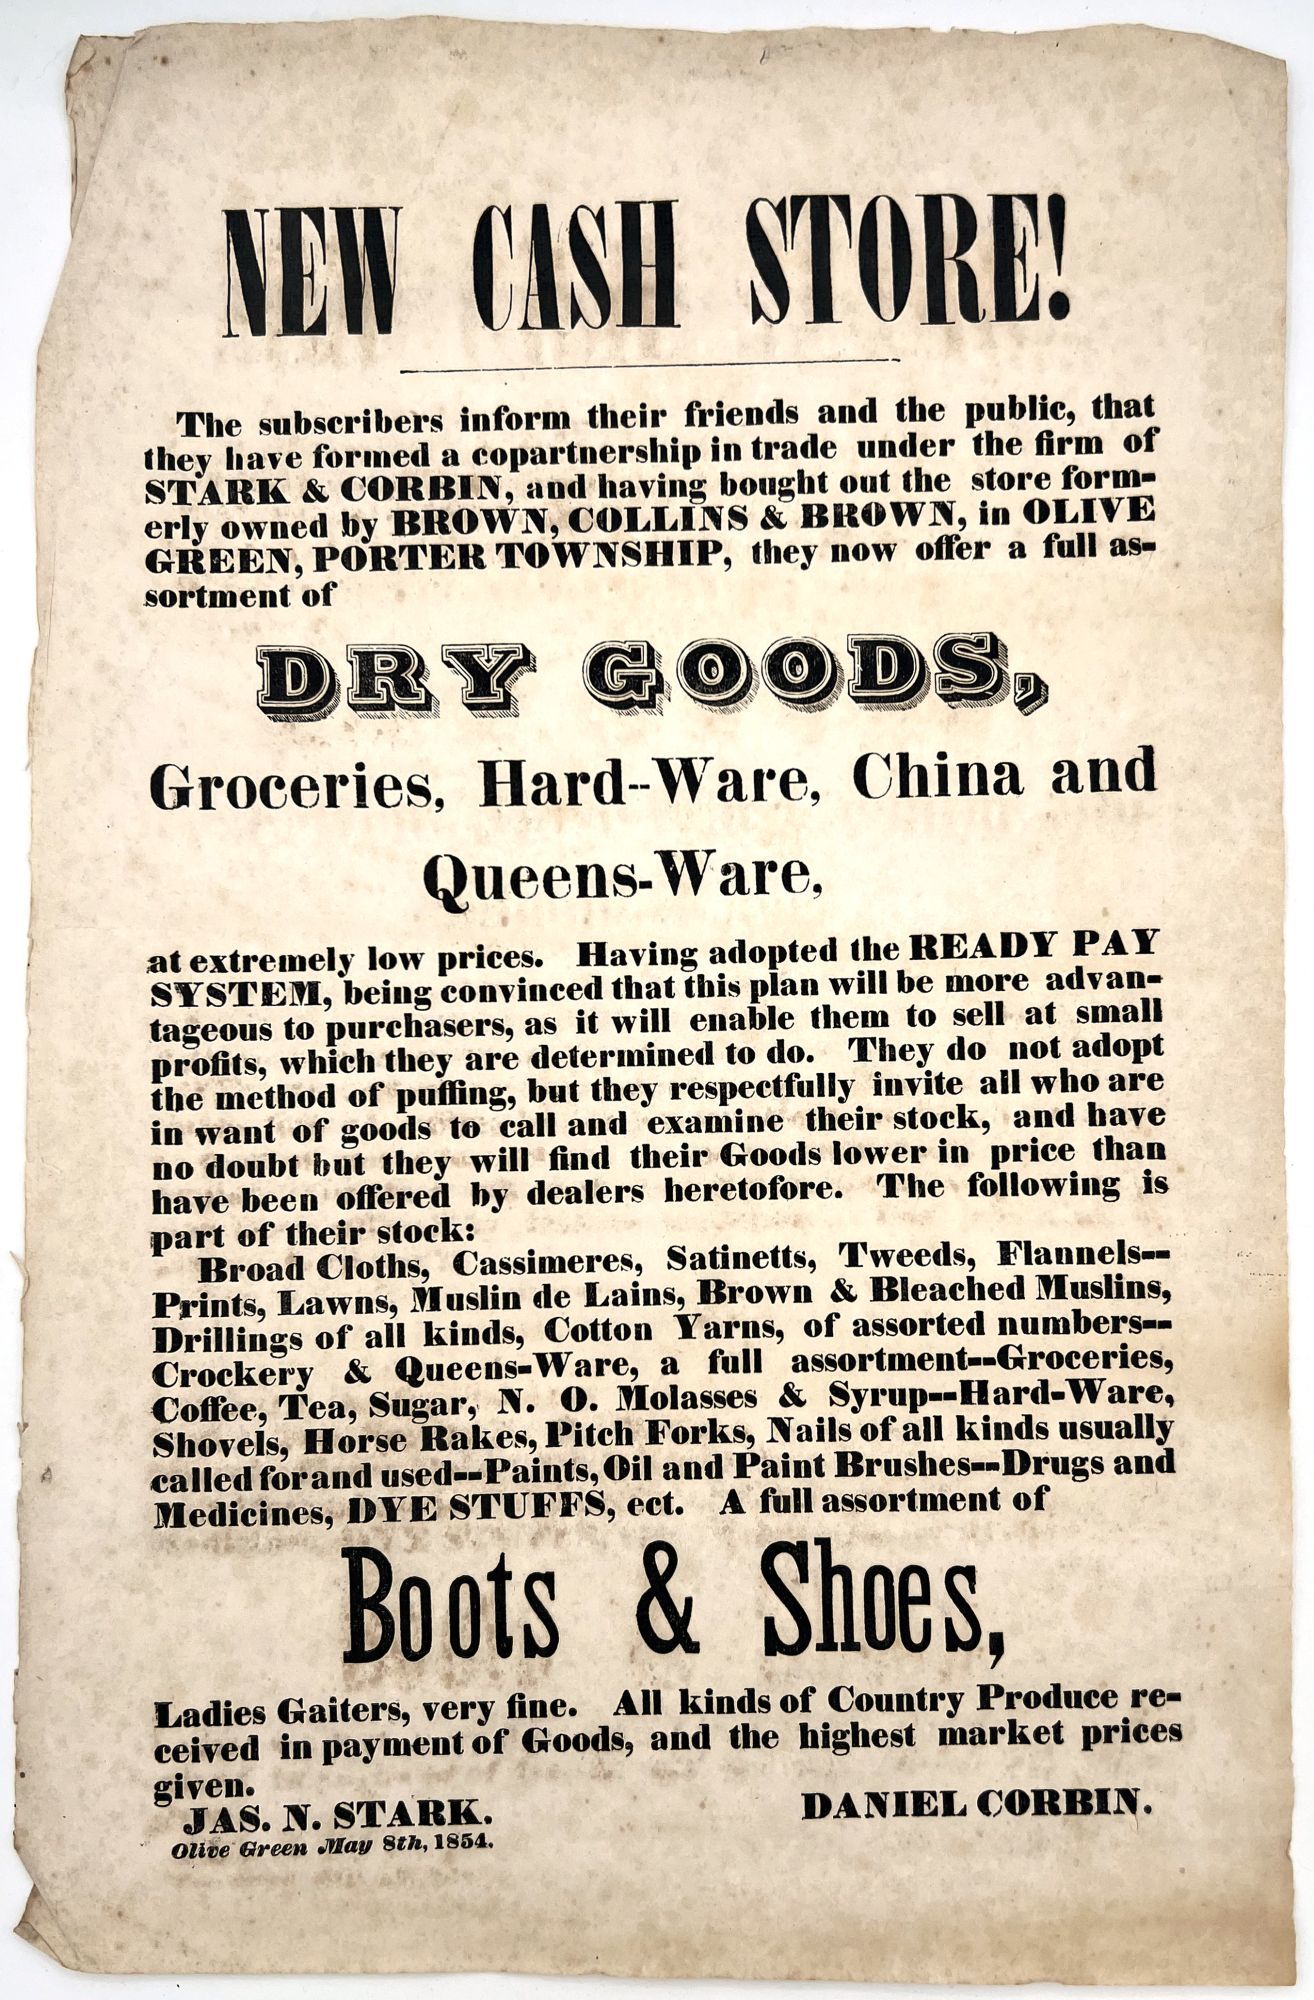 NEW CASH STORE!
The subscribers inform their friends and the public, that
they have formed a copartnership in trade under the firm of
STARK & CORBIN, and having bought out the store form-
erly owned by BROWN, COLLINS & BROWN, in OLIVE
GREEN, PORTER TOWNSHIP, they now offer a full as-
sortment of
DRY GOODS,
Groceries, Hard--Ware, China and
Queens-Ware,
at extremely low prices. Having adopted the READY PAY
SYSTEM, being convinced that this plan will be more advan-
tageous to purchasers, as it will enable them to sell at small
profits, which they are determined to do. They do not adopt
the method of puffing, but they respectfully invite all who are
in want of goods to call and examine their stock, and have
no doubt but they will find their Goods lower in price than
have been offered by dealers heretofore. The following is
part of their stock:
Broad Cloths, Cassimeres, Satinetts, Tweeds, Flannels--
Prints, Lawns, Muslin de Lains, Brown & Bleached Muslins,
Drillings of all kinds, Cotton Yarns, of assorted numbers--
Crockery & Queens-Ware, a full assortment--Groceries,
Coffee, Tea, Sugar, N. O. Molasses & Syrup--Hard-Ware,
Shovels, Horse Rakes, Pitch Forks, Nails of all kinds usually
called for and used--Paints, Oil and Paint Brushes--Drugs and
Medicines, DYE STUFFS, ect. A full assortment of
Boots & Shoes,
Ladies Gaiters, very fine. All kinds of Country Produce re-
ceived in payment of Goods, and the highest market prices
given.
JAS. N. STARK. DANIEL CORBIN.
Olive Green May 8th, 1854.